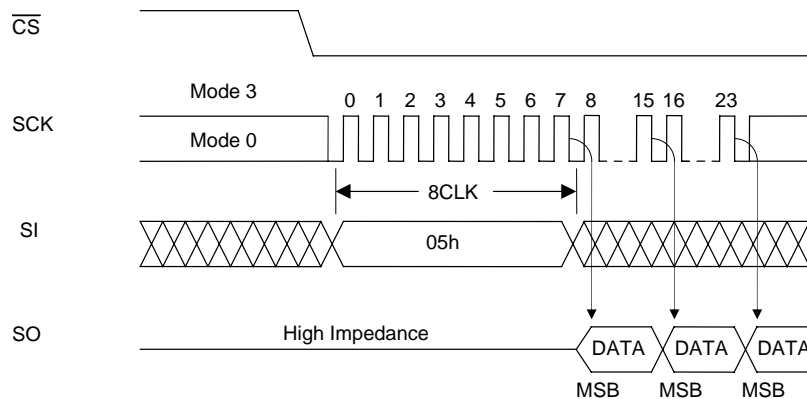 CS
Mode 3
0 1 2 3 4 5 6 7 8 15 16 23
SCK
Mode 0
8CLK
SI
05h
SO
High Impedance
DATA DATA DATA
MSB MSB MSB